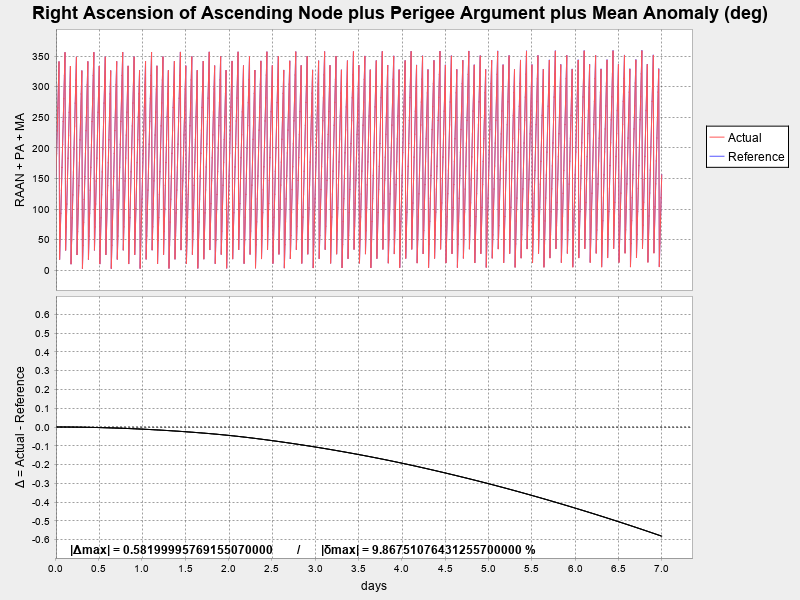 Right Ascension of Ascending Node plus Perigee Argument plus Mean Anomaly (deg)
RAAN + PA + MA
350
300
250
200
150
100
50
0
Actual
Reference
Δ = Actual - Reference
0.6
0.5
0.4
0.3
0.2
0.1
0.0
-0.1
-0.2
-0.3
-0.4
-0.5
-0.6
|Δmax| = 0.58199995769155070000 / |δmax| = 9.86751076431255700000 %
0.0 0.5 1.0 1.5 2.0 2.5 3.0 3.5 4.0 4.5 5.0 5.5 6.0 6.5 7.0
days